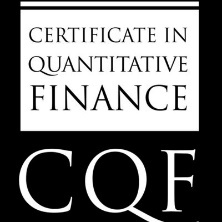 CERTIFICATE IN
QUANTITATIVE
FINANCE
CQF